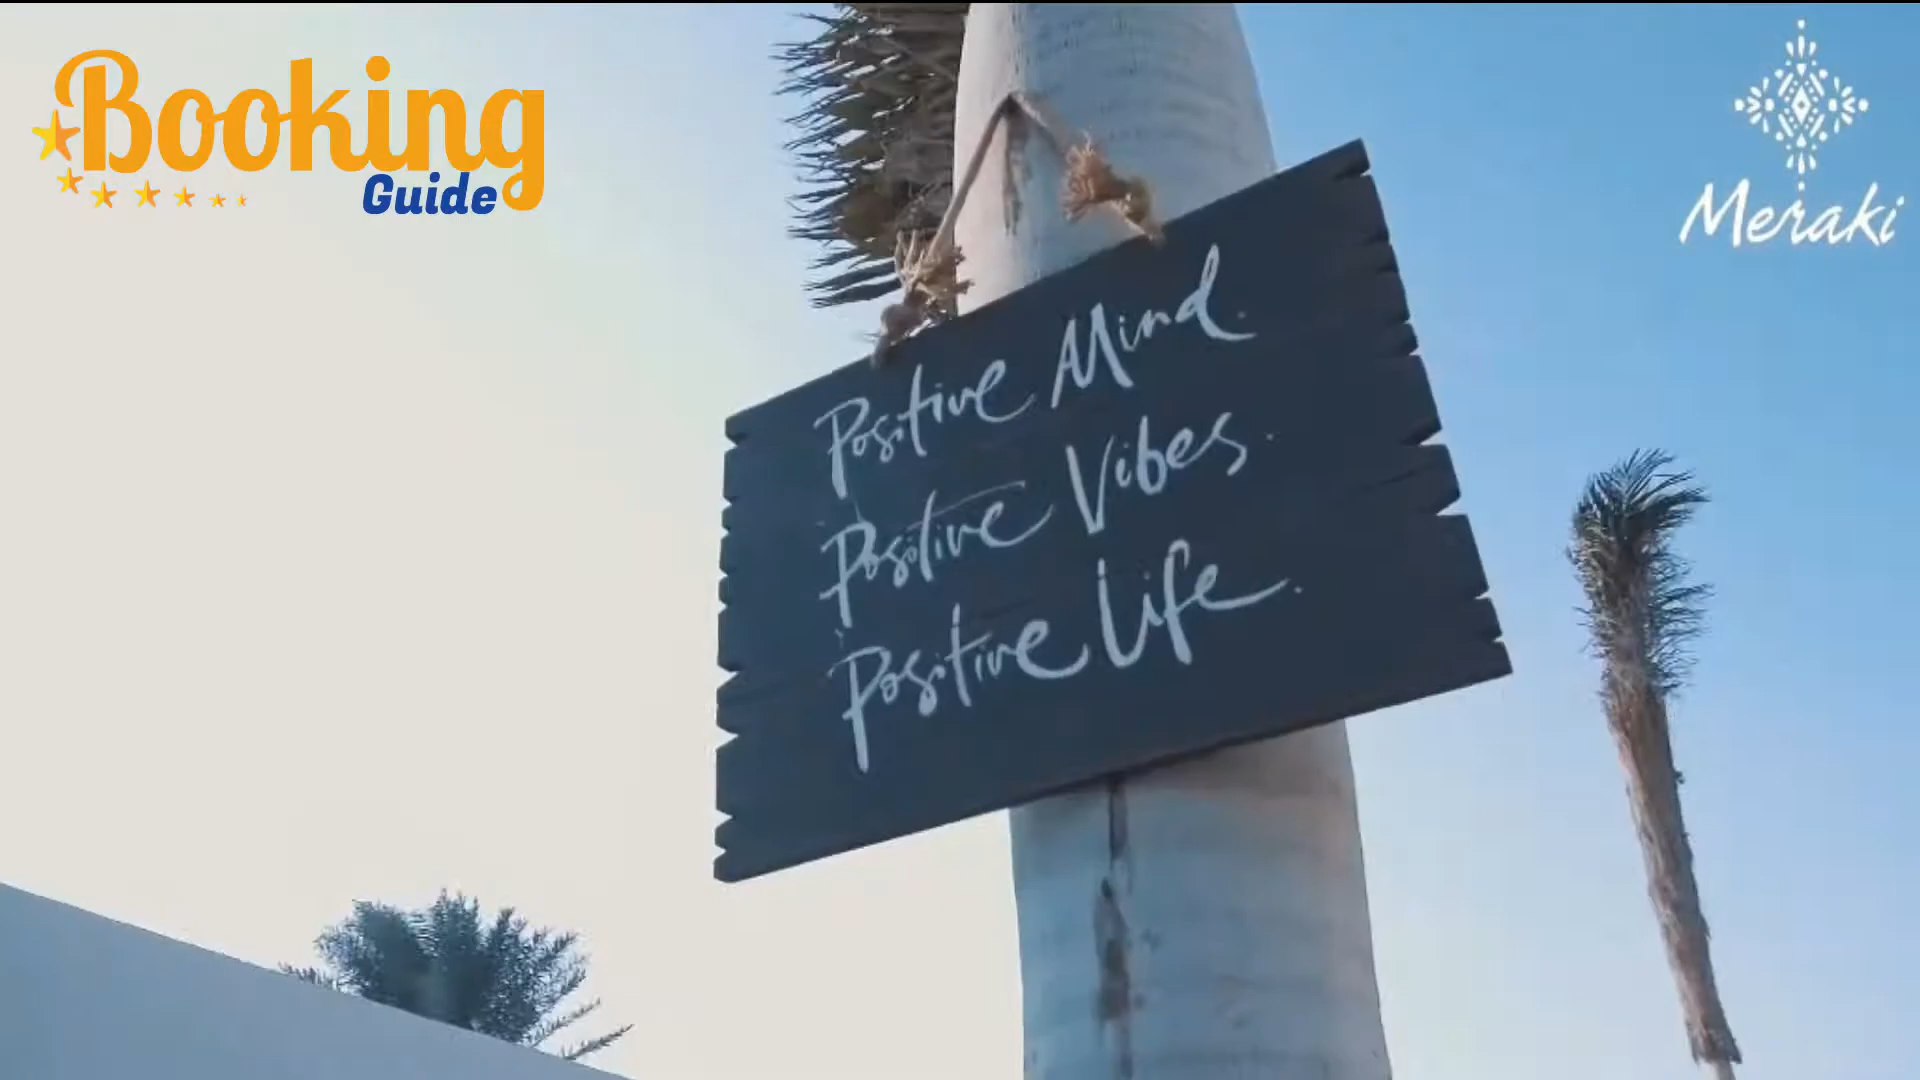 Booking
Guide
Meraki
Positive Mind.
Positive Vibes.
Positive Life.